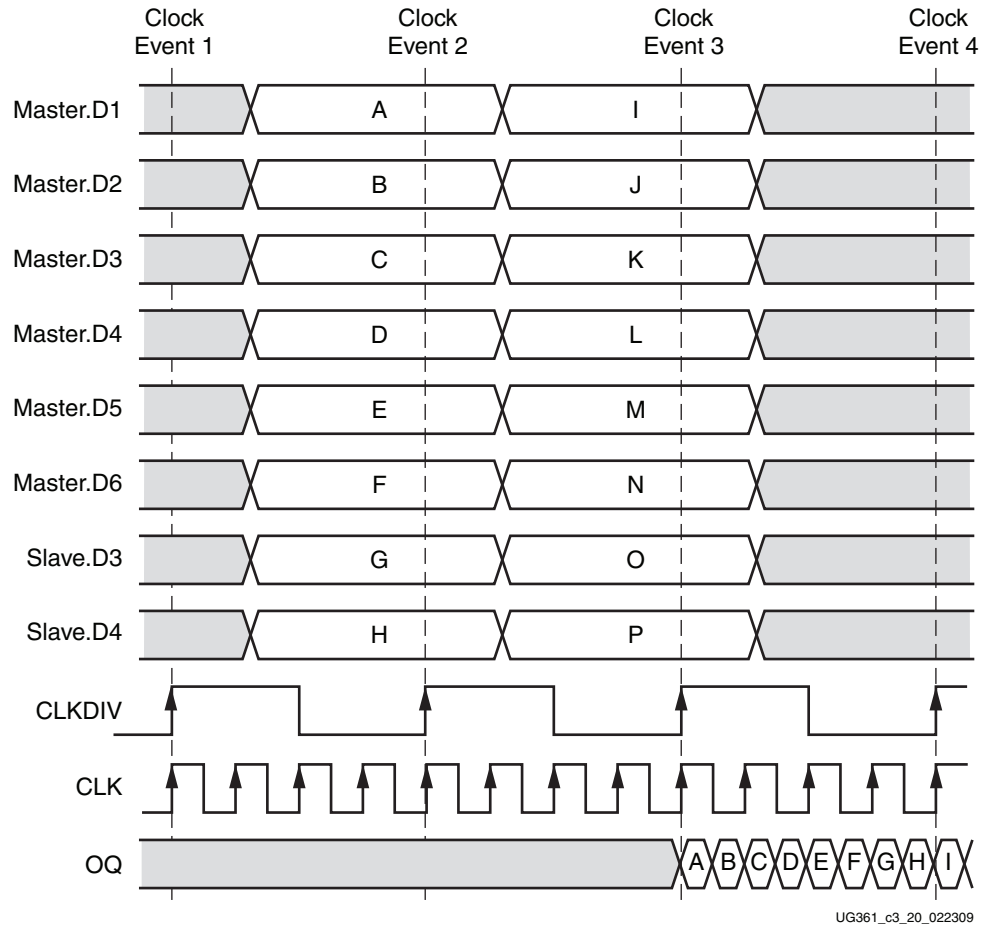 Clock Event 1
Clock Event 2
Clock Event 3
Clock Event 4
Master.D1 A I
Master.D2 B J
Master.D3 C K
Master.D4 D L
Master.D5 E M
Master.D6 F N
Slave.D3 G O
Slave.D4 H P
CLKDIV
CLK
OQ A B C D E F G H I
UG361_c3_20_022309